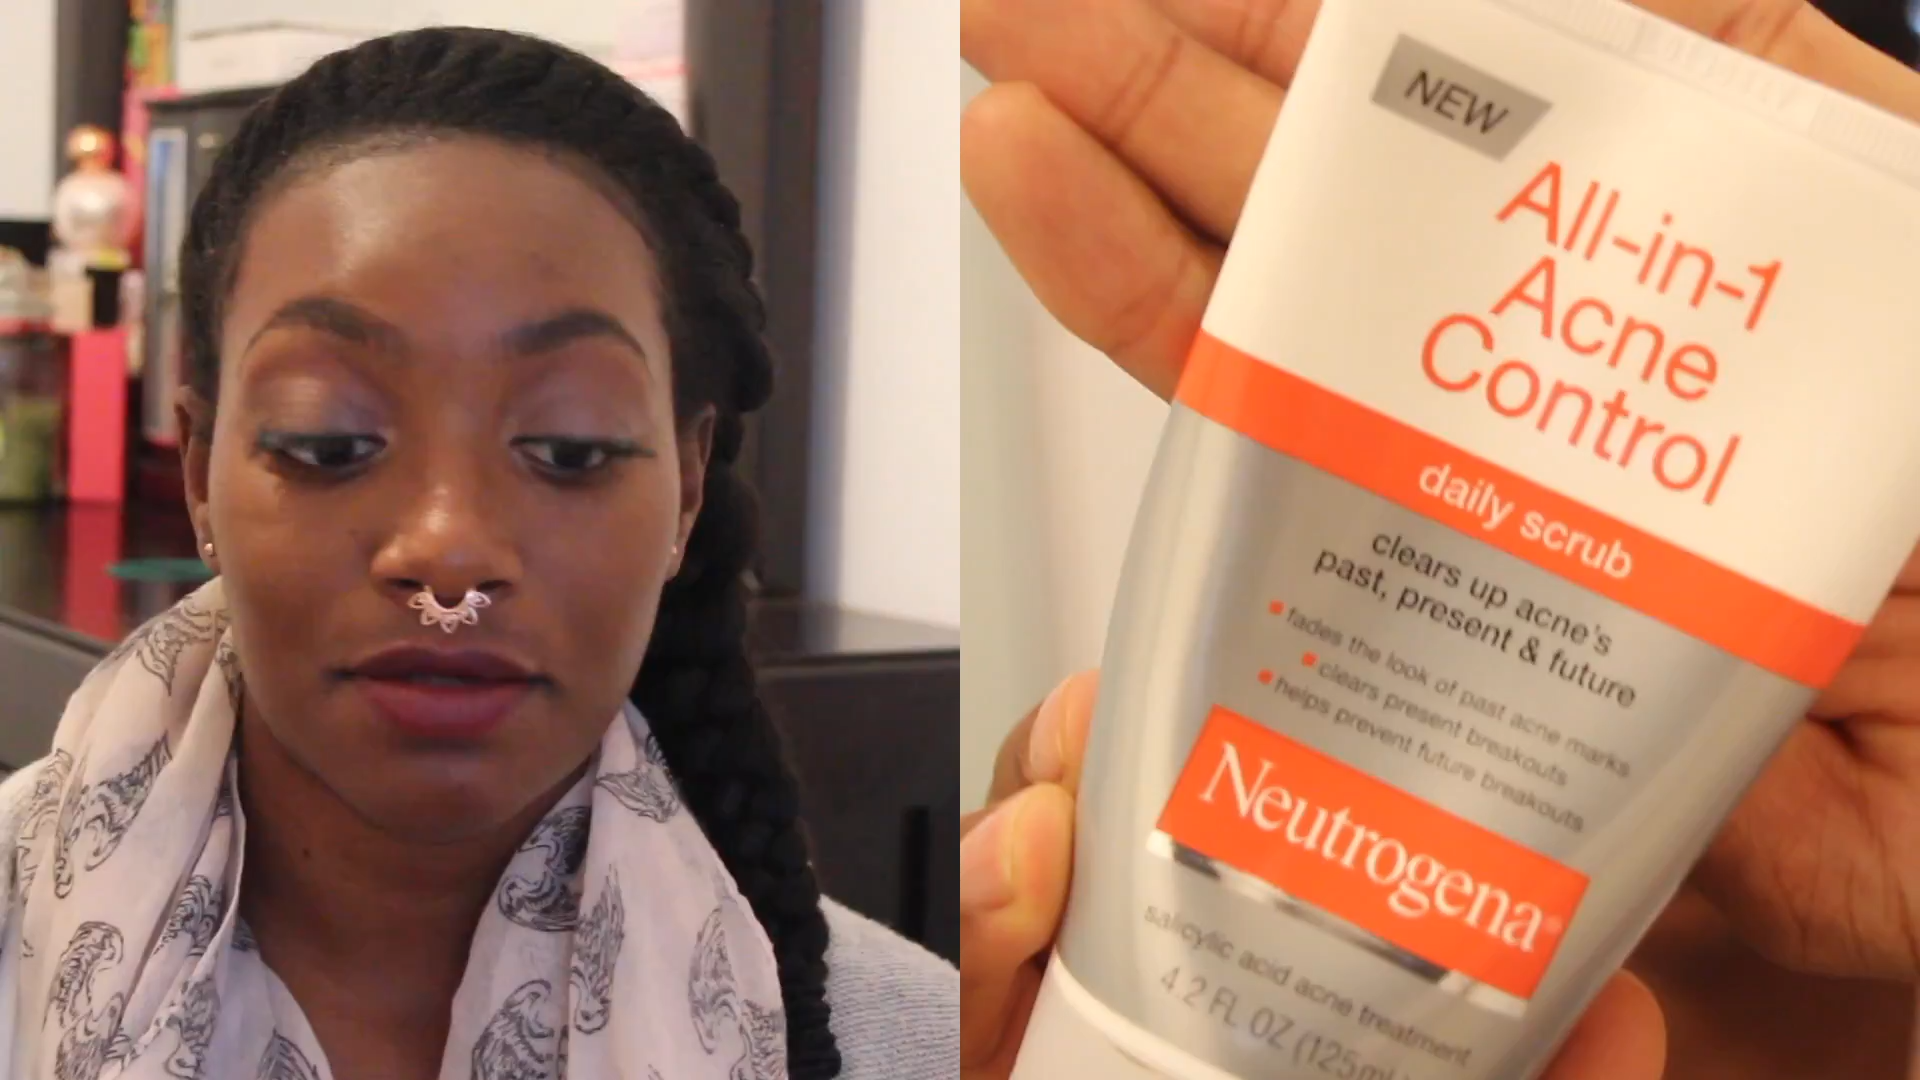 NEW
All-in-1
Acne
Control
daily scrub
clears up acne's
past, present & future
fades the look of past acne marks
clears present breakouts
helps prevent future breakouts
Neutrogena®
salicylic acid acne treatment
4.2 FL OZ (125mL